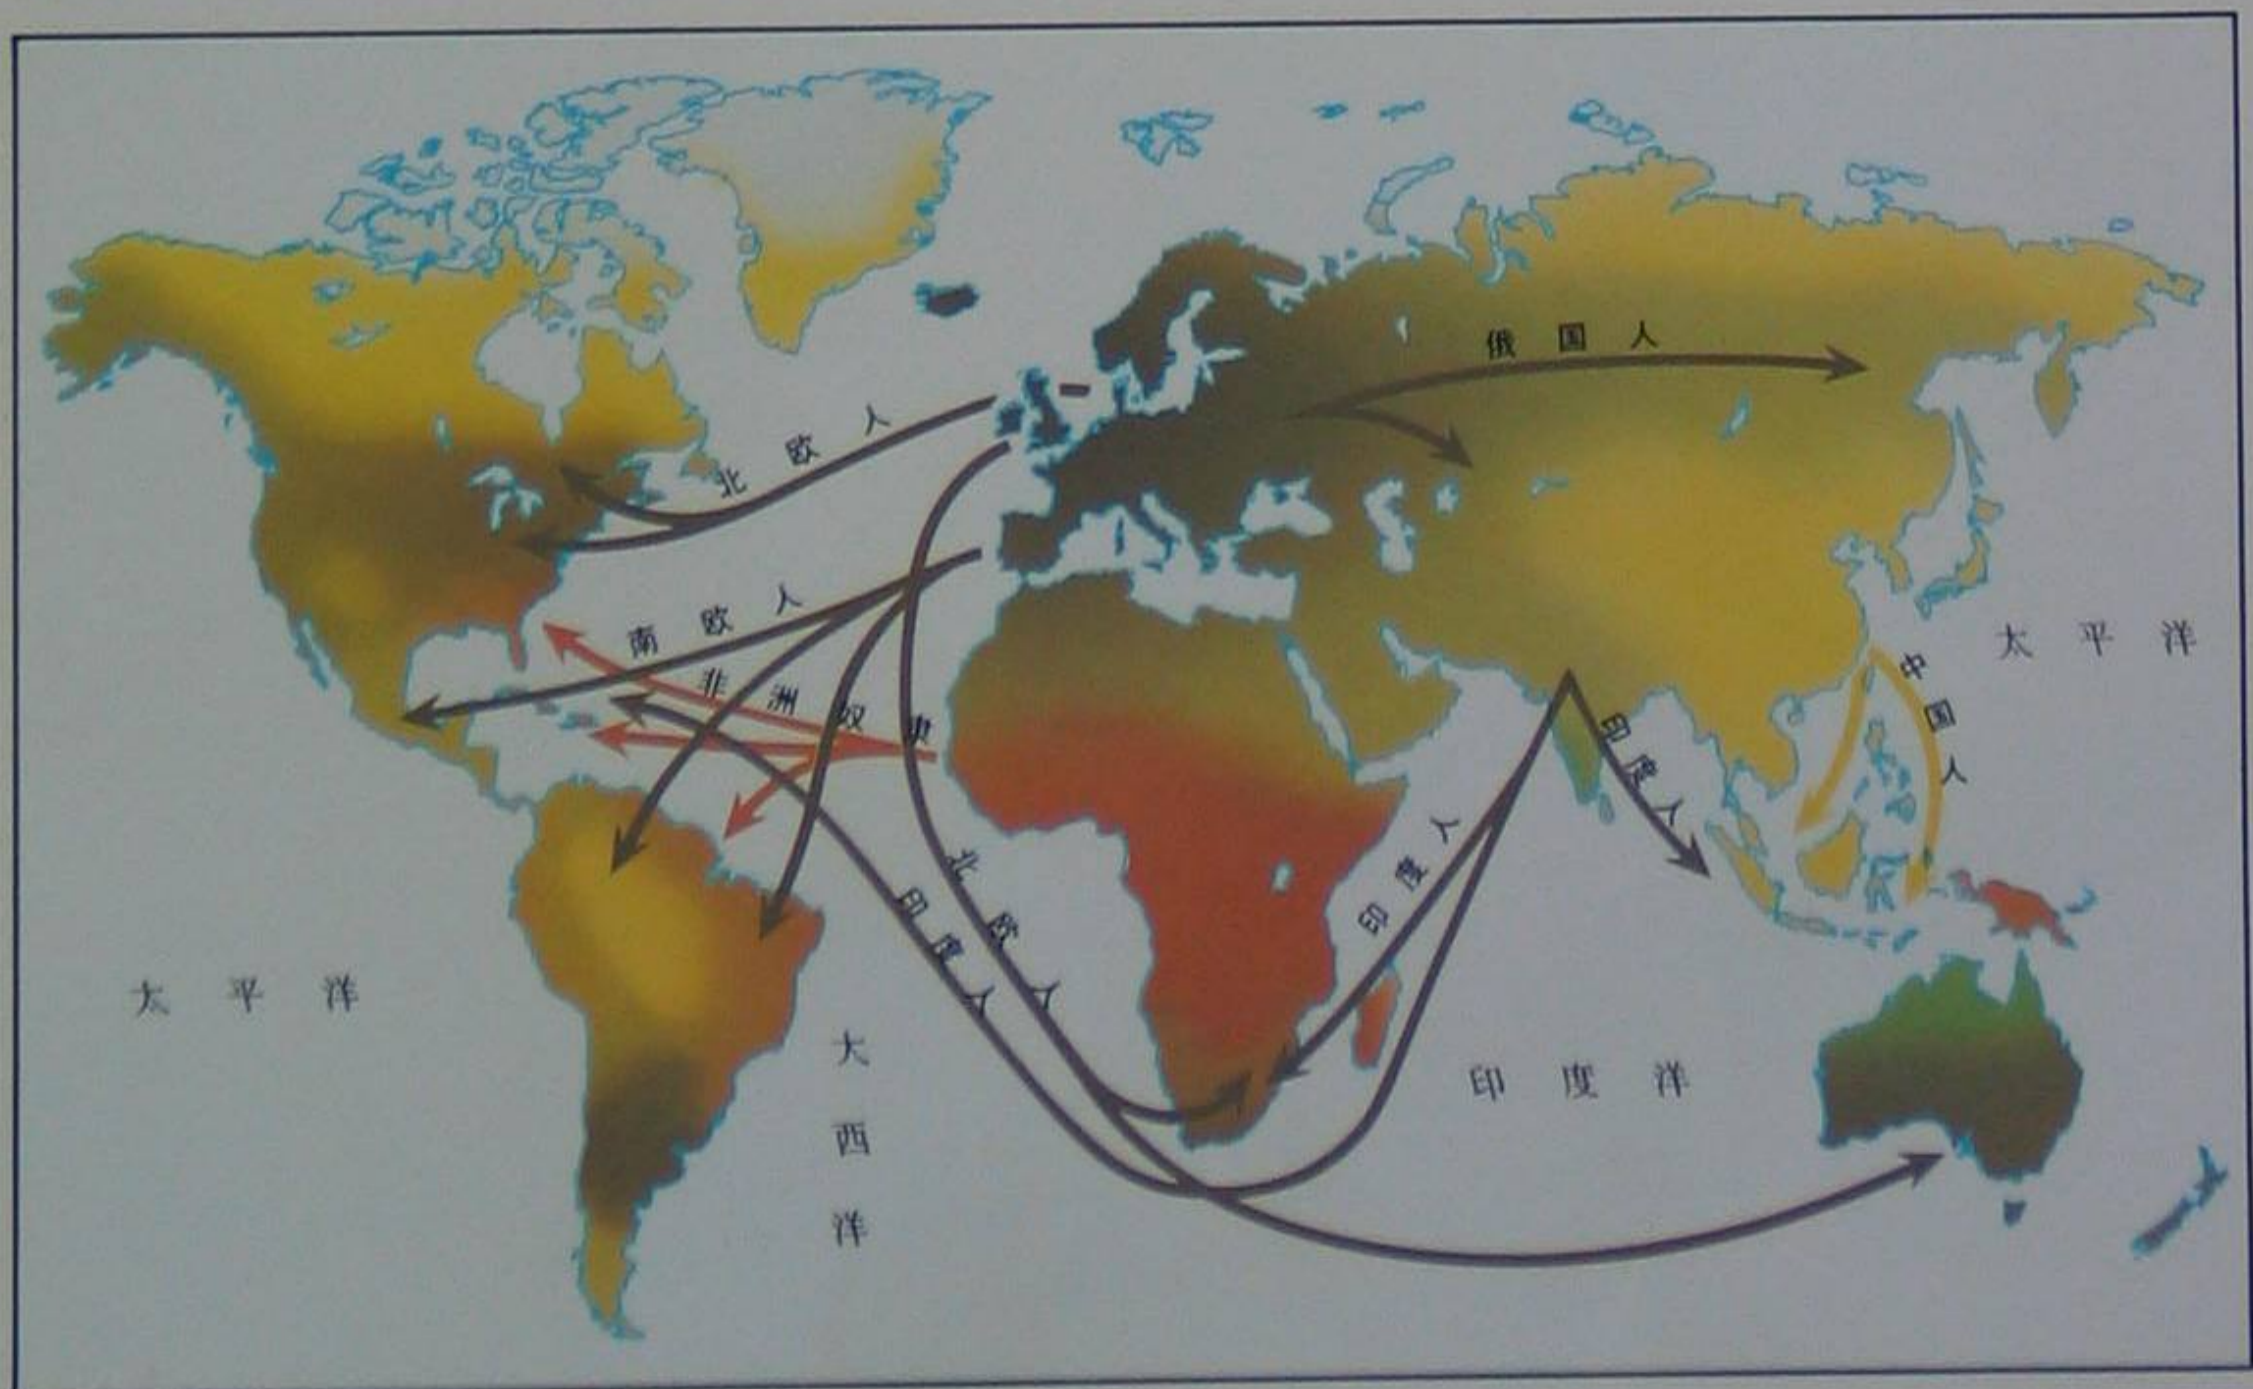 俄国人
北欧人
南欧人
非洲奴隶
中国人
太平洋
印度人
印度人
北欧人
印度人
太平洋
大西洋
印度洋